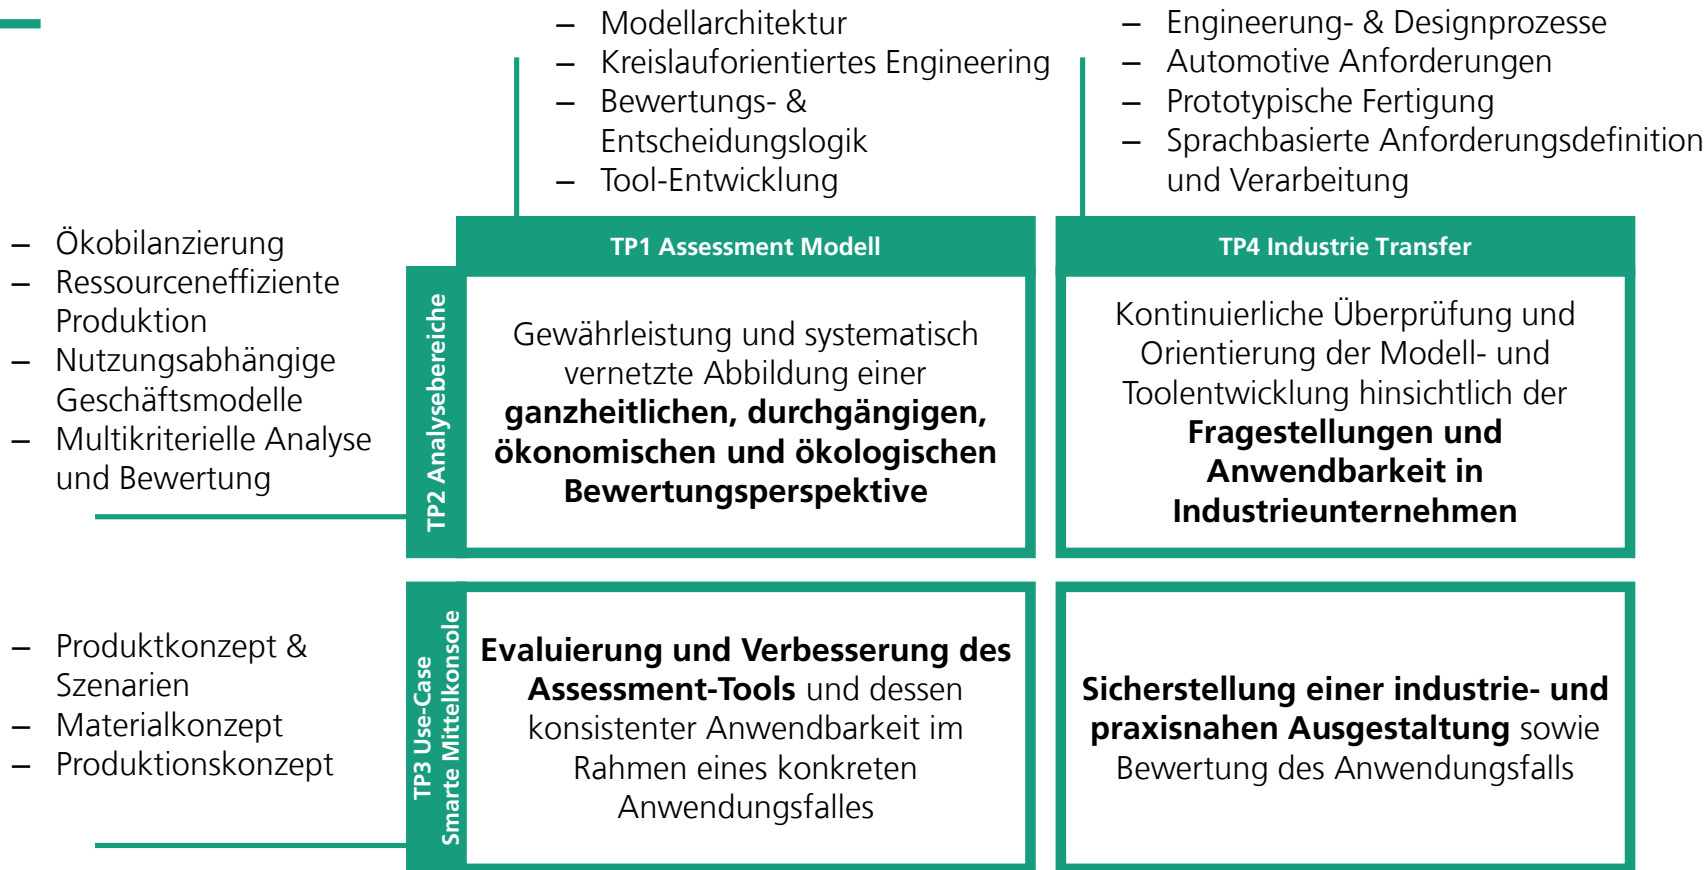 – Modellarchitektur
– Kreislauforientiertes Engineering
– Bewertungs- &
Entscheidungslogik
– Tool-Entwicklung
– Engineerung- & Designprozesse
– Automotive Anforderungen
– Prototypische Fertigung
– Sprachbasierte Anforderungsdefinition
und Verarbeitung
– Ökobilanzierung
– Ressourceneffiziente
Produktion
– Nutzungsabhängige
Geschäftsmodelle
– Multikriterielle Analyse
und Bewertung
TP1 Assessment Modell
TP4 Industrie Transfer
TP2 Analysebereiche
Gewährleistung und systematisch
vernetzte Abbildung einer
ganzheitlichen, durchgängigen,
ökonomischen und ökologischen
Bewertungsperspektive
Kontinuierliche Überprüfung und
Orientierung der Modell- und
Toolentwicklung hinsichtlich der
Fragestellungen und
Anwendbarkeit in
Industrieunternehmen
– Produktkonzept &
Szenarien
– Materialkonzept
– Produktionskonzept
TP3 Use-Case
Smarte Mittelkonsole
Evaluierung und Verbesserung des
Assessment-Tools und dessen
konsistenter Anwendbarkeit im
Rahmen eines konkreten
Anwendungsfalles
Sicherstellung einer industrie- und
praxisnahen Ausgestaltung sowie
Bewertung des Anwendungsfalls